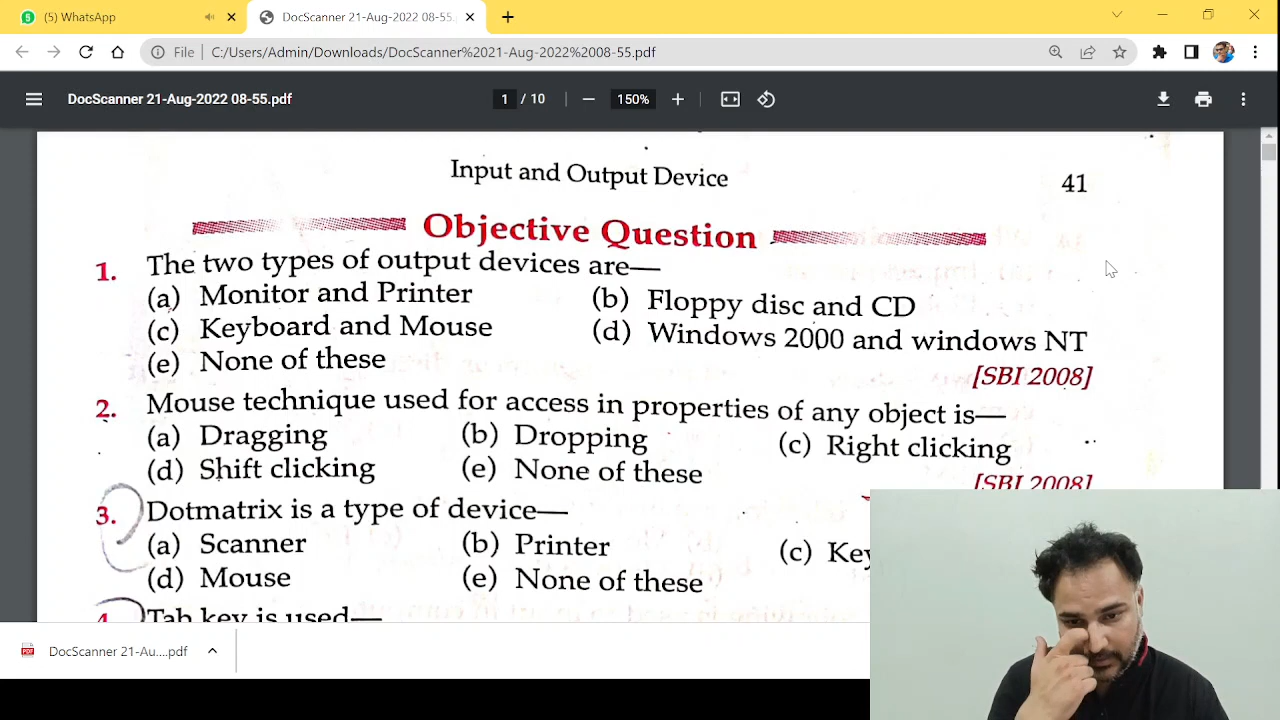 (5) WhatsApp
DocScanner 21-Aug-2022 08-55.
File C:/Users/Admin/Downloads/DocScanner%2021-Aug-2022%2008-55.pdf
DocScanner 21-Aug-2022 08-55.pdf
1 / 10
150%
Input and Output Device
41
Objective Question
1. The two types of output devices are—
(a) Monitor and Printer (b) Floppy disc and CD
(c) Keyboard and Mouse (d) Windows 2000 and windows NT
(e) None of these
[SBI 2008]
2. Mouse technique used for access in properties of any object is—
(a) Dragging (b) Dropping (c) Right clicking
(d) Shift clicking (e) None of these
[SBI 2008]
3. Dotmatrix is a type of device—
(a) Scanner (b) Printer (c) Key
(d) Mouse (e) None of these
4. Tab key is used—
DocScanner 21-Au....pdf